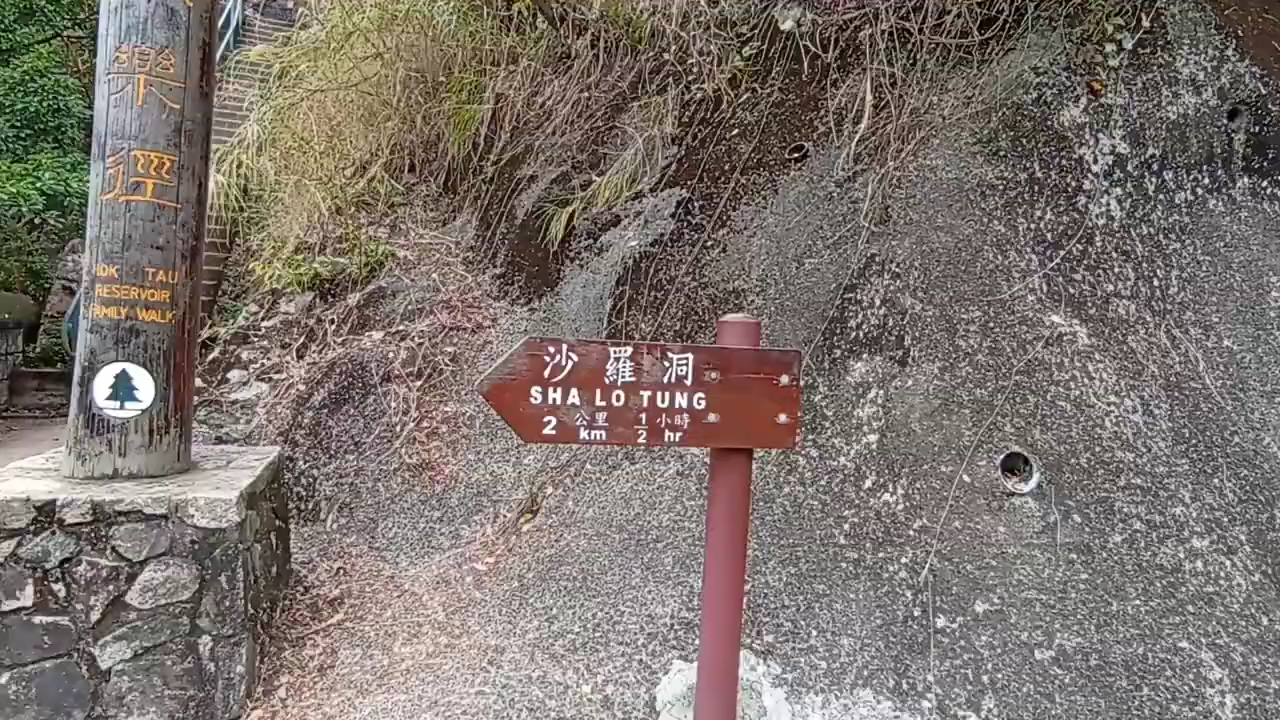 樂
徑
HOK TAU
RESERVOIR
FAMILY WALK
沙羅洞
SHA LO TUNG
2 公里 km 1/2 小時 hr